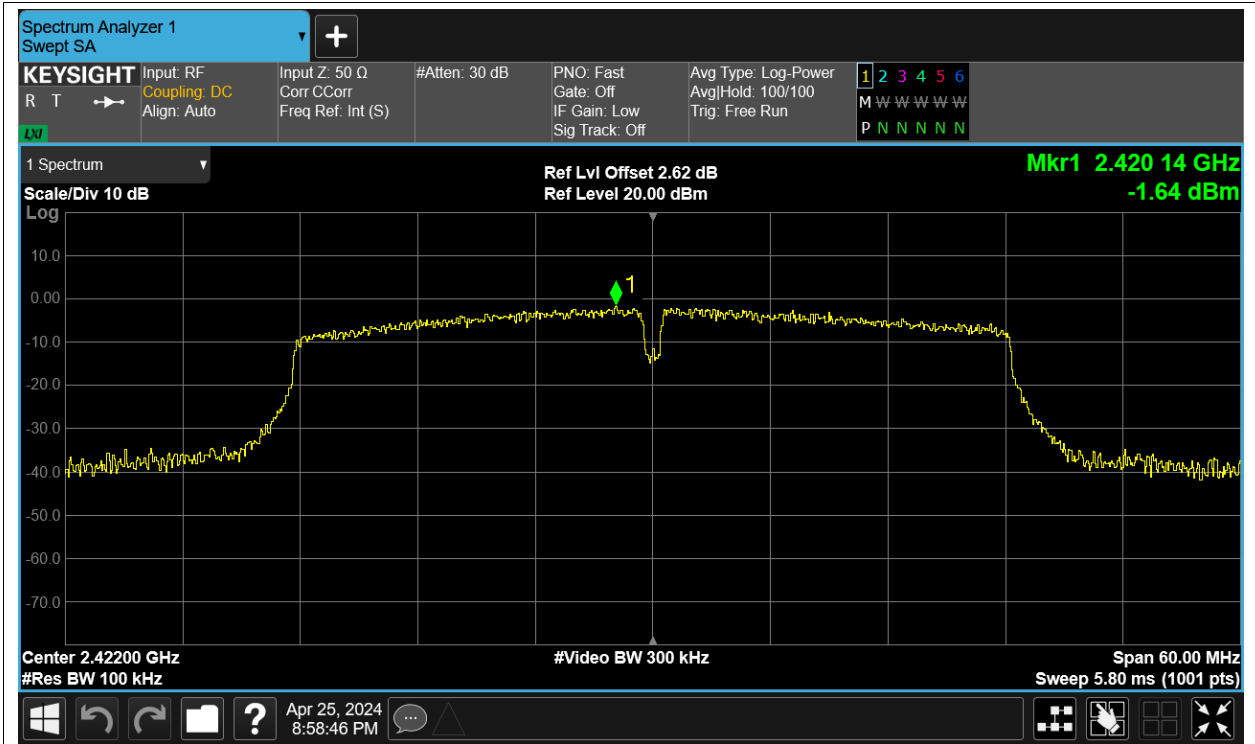 Spectrum Analyzer 1
Swept SA
KEYSIGHT
R T
LXI
Input: RF
Coupling: DC
Align: Auto
Input Z: 50 Ω
Corr CCorr
Freq Ref: Int (S)
#Atten: 30 dB
PNO: Fast
Gate: Off
IF Gain: Low
Sig Track: Off
Avg Type: Log-Power
Avg|Hold: 100/100
Trig: Free Run
1 2 3 4 5 6
M W W W W W
P N N N N N
1 Spectrum
Scale/Div 10 dB
Log
Ref Lvl Offset 2.62 dB
Ref Level 20.00 dBm
Mkr1 2.420 14 GHz
-1.64 dBm
1
10.0
0.00
-10.0
-20.0
-30.0
-40.0
-50.0
-60.0
-70.0
Center 2.42200 GHz
#Res BW 100 kHz
#Video BW 300 kHz
Span 60.00 MHz
Sweep 5.80 ms (1001 pts)
?
Apr 25, 2024
8:58:46 PM